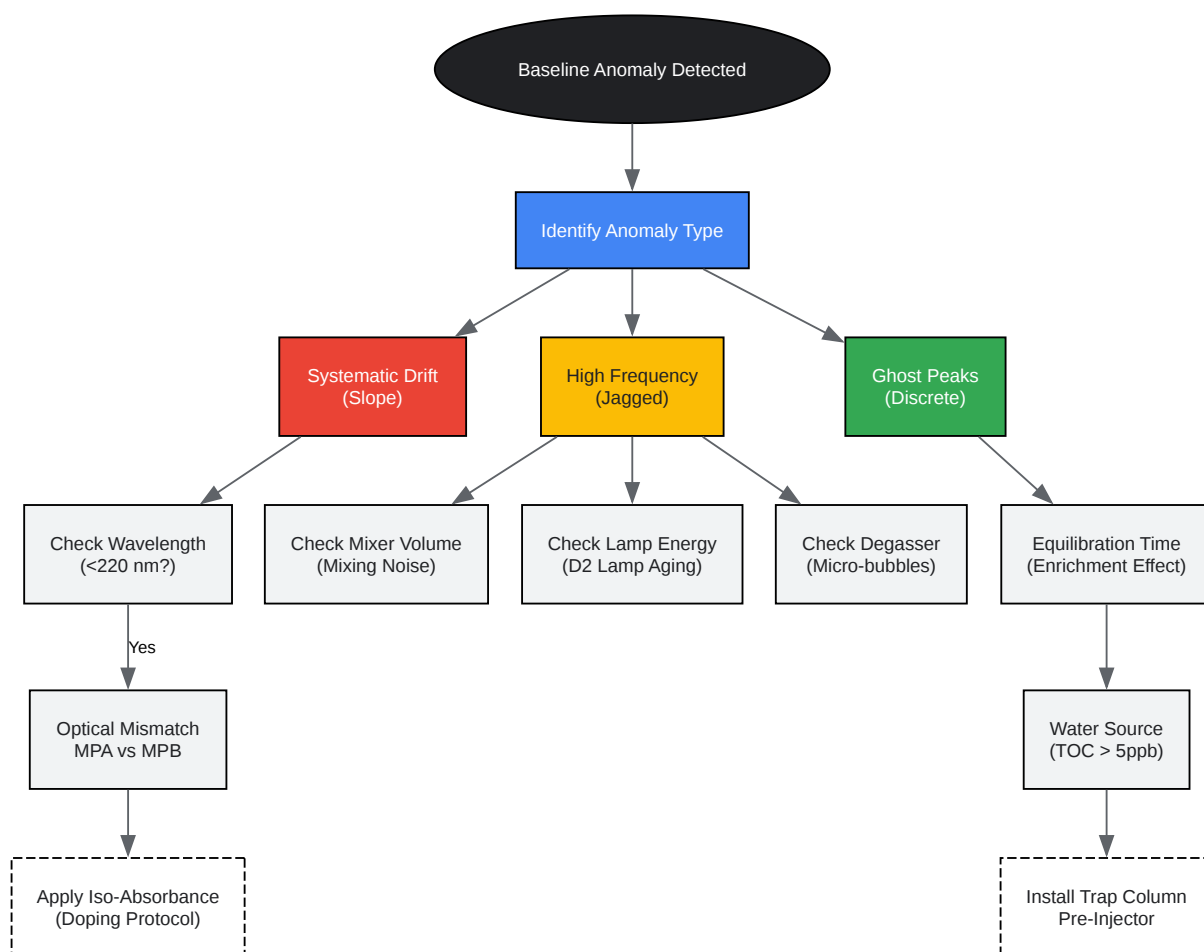 Baseline Anomaly Detected
Identify Anomaly Type
Systematic Drift
(Slope)
High Frequency
(Jagged)
Ghost Peaks
(Discrete)
Check Wavelength
(<220 nm?)
Check Mixer Volume
(Mixing Noise)
Check Lamp Energy
(D2 Lamp Aging)
Check Degasser
(Micro-bubbles)
Equilibration Time
(Enrichment Effect)
Yes
Optical Mismatch
MPA vs MPB
Water Source
(TOC > 5ppb)
Apply Iso-Absorbance
(Doping Protocol)
Install Trap Column
Pre-Injector